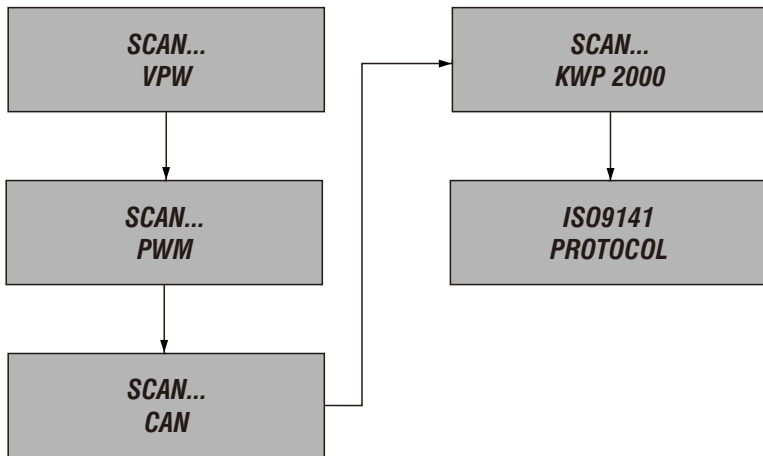 SCAN...
VPW
SCAN...
PWM
SCAN...
CAN
SCAN...
KWP 2000
ISO9141
PROTOCOL